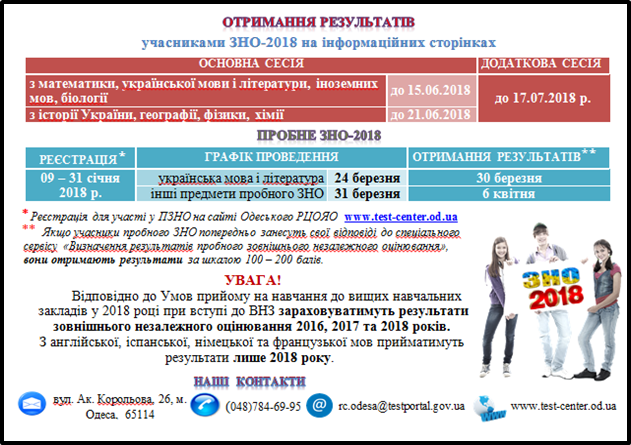 ОТРИМАННЯ РЕЗУЛЬТАТІВ
учасниками ЗНО-2018 на інформаційних сторінках
ОСНОВНА СЕСІЯ ДОДАТКОВА СЕСІЯ
з математики, української мови і літератури, іноземних мов, біології до 15.06.2018 до 17.07.2018 р.
з історії України, географії, фізики, хімії до 21.06.2018
ПРОБНЕ ЗНО-2018
РЕЄСТРАЦІЯ* ГРАФІК ПРОВЕДЕННЯ ОТРИМАННЯ РЕЗУЛЬТАТІВ**
09 – 31 січня 2018 р. українська мова і література 24 березня 30 березня
інші предмети пробного ЗНО 31 березня 6 квітня
* Реєстрація для участі у ПЗНО на сайті Одеського РЦОЯО www.test-center.od.ua
** Якщо учасники пробного ЗНО попередньо занесуть свої відповіді до спеціального
сервісу «Визначення результатів пробного зовнішнього незалежного оцінювання»,
вони отримають результати за шкалою 100 – 200 балів.
УВАГА!
Відповідно до Умов прийому на навчання до вищих навчальних
закладів у 2018 році при вступі до ВНЗ зараховуватимуть результати
зовнішнього незалежного оцінювання 2016, 2017 та 2018 років.
З англійської, іспанської, німецької та французької мов прийматимуть
результати лише 2018 року.
ЗНО
2018
НАШІ КОНТАКТИ
вул. Ак. Корольова, 26, м.
Одеса, 65114
(048)784-69-95
rc.odesa@testportal.gov.ua
www
www.test-center.od.ua